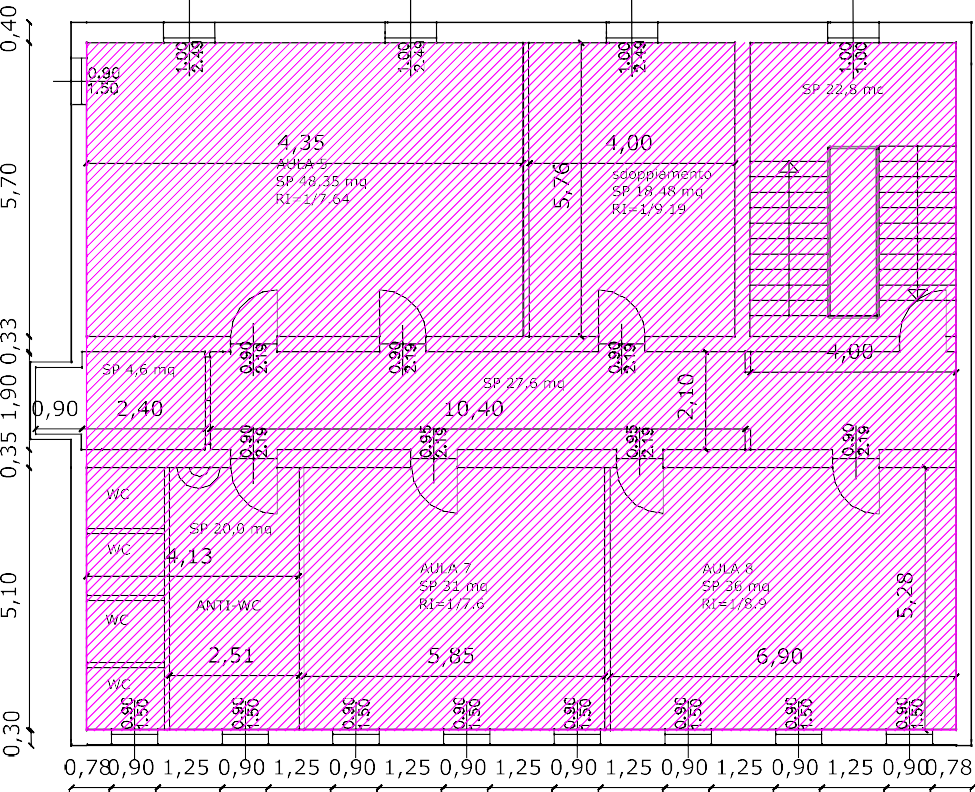 0,40
1.00
2.49
1.00
2.49
1.00
2.49
1.00
1.00
0.90
1.50
SP 22,8 mq
4,35
4,00
AULA 5
SP 48,35 mq
RI=1/7.64
5,70
5,76
sdoppiamento
SP 18,48 mq
RI=1/9.19
0,33
0.90
2.19
0.90
2.19
0.90
2.19
4,00
SP 4,6 mq
SP 27,6 mq
1,90
0,90
2,40
10,40
2,10
0,35
0.90
2.19
0.95
2.19
0.95
2.19
0.90
2.19
WC
SP 20,0 mq
WC
4,13
AULA 7
SP 31 mq
RI=1/7.6
AULA 8
SP 36 mq
RI=1/8.9
5,10
5,28
ANTI-WC
WC
2,51
5,85
6,90
WC
0.90
1.50
0.90
1.50
0.90
1.50
0.90
1.50
0.90
1.50
0.90
1.50
0.90
1.50
0.90
1.50
0,30
0,78 0,90 1,25 0,90 1,25 0,90 1,25 0,90 1,25 0,90 1,25 0,90 1,25 0,90 1,25 0,90 0,78